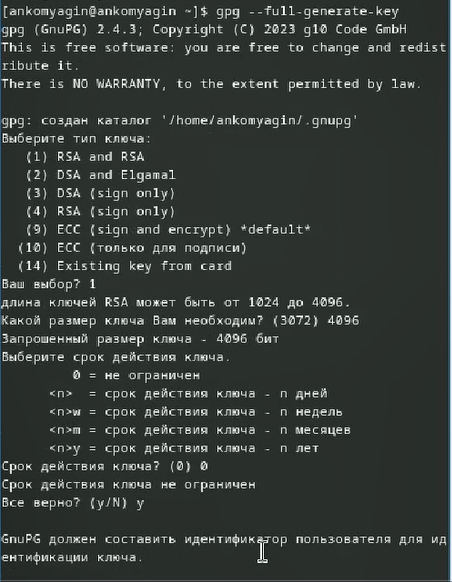 [ankomyagin@ankomyagin ~]$ gpg --full-generate-key
gpg (GnuPG) 2.4.3; Copyright (C) 2023 g10 Code GmbH
This is free software: you are free to change and redist
ribute it.
There is NO WARRANTY, to the extent permitted by law.

gpg: создан каталог '/home/ankomyagin/.gnupg'
Выберите тип ключа:
   (1) RSA and RSA
   (2) DSA and Elgamal
   (3) DSA (sign only)
   (4) RSA (sign only)
   (9) ECC (sign and encrypt) *default*
  (10) ECC (только для подписи)
  (14) Existing key from card
Ваш выбор? 1
длина ключей RSA может быть от 1024 до 4096.
Какой размер ключа Вам необходим? (3072) 4096
Запрошенный размер ключа - 4096 бит
Выберите срок действия ключа.
         0 = не ограничен
      <n>  = срок действия ключа - n дней
      <n>w = срок действия ключа - n недель
      <n>m = срок действия ключа - n месяцев
      <n>y = срок действия ключа - n лет
Срок действия ключа? (0) 0
Срок действия ключа не ограничен
Все верно? (y/N) y

GnuPG должен составить идентификатор пользователя для ид
ентификации ключа.